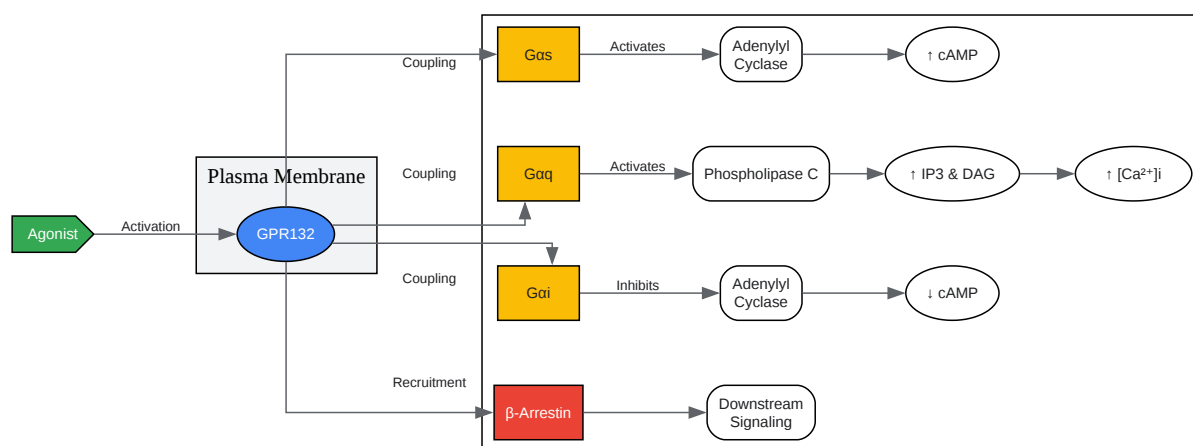 Coupling
Gαs
Activates
Adenylyl
Cyclase
↑ cAMP
Plasma Membrane
Coupling
Gαq
Activates
Phospholipase C
↑ IP3 & DAG
↑ [Ca²⁺]i
Agonist
Activation
GPR132
Coupling
Gαi
Inhibits
Adenylyl
Cyclase
↓ cAMP
Recruitment
β-Arrestin
Downstream
Signaling